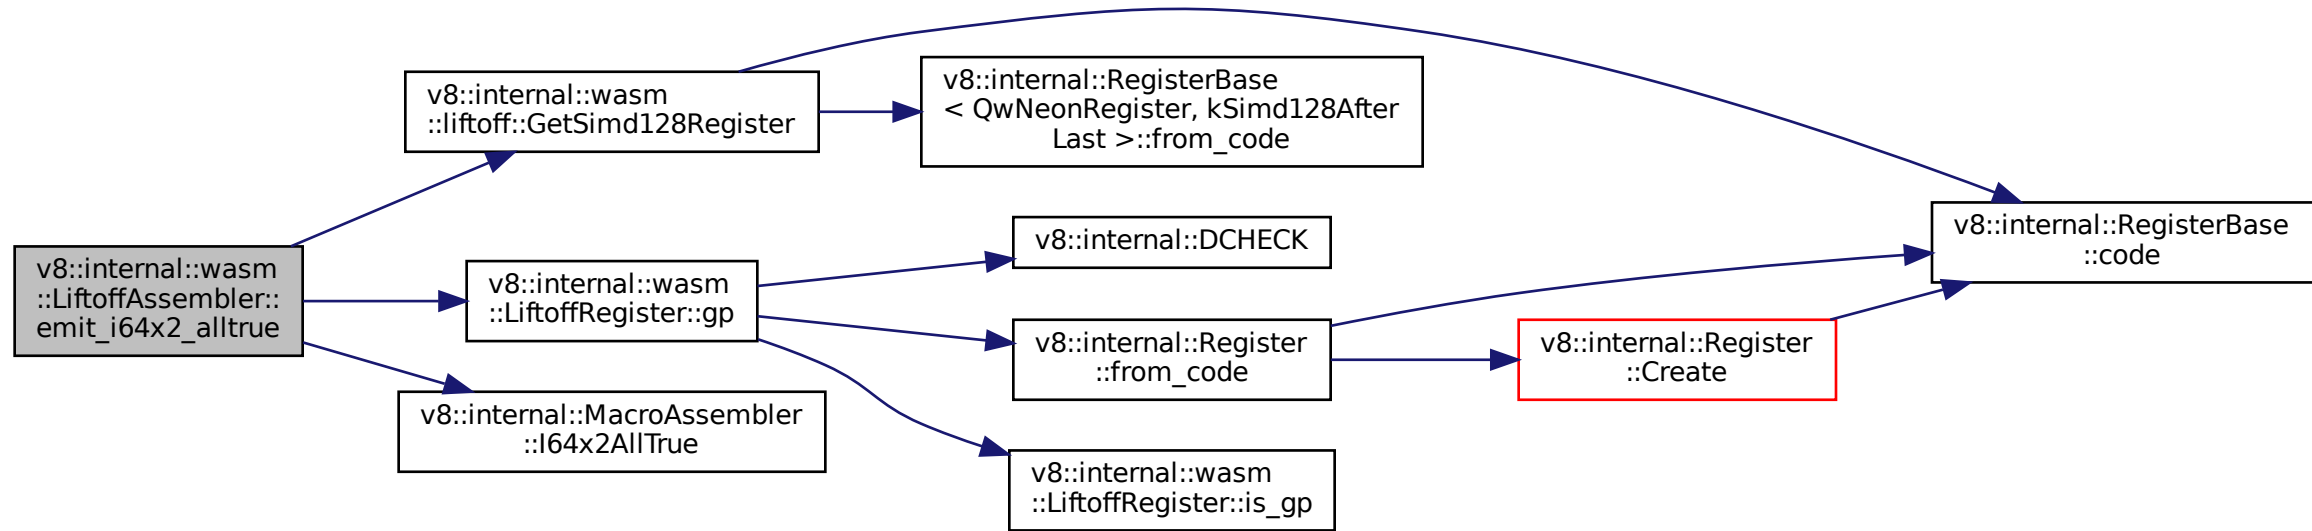 v8::internal::wasm
::LiftoffAssembler::
emit_i64x2_alltrue
v8::internal::wasm
::liftoff::GetSimd128Register
v8::internal::RegisterBase
< QwNeonRegister, kSimd128After
Last >::from_code
v8::internal::wasm
::LiftoffRegister::gp
v8::internal::DCHECK
v8::internal::Register
::from_code
v8::internal::Register
::Create
v8::internal::RegisterBase
::code
v8::internal::wasm
::LiftoffRegister::is_gp
v8::internal::MacroAssembler
::I64x2AllTrue